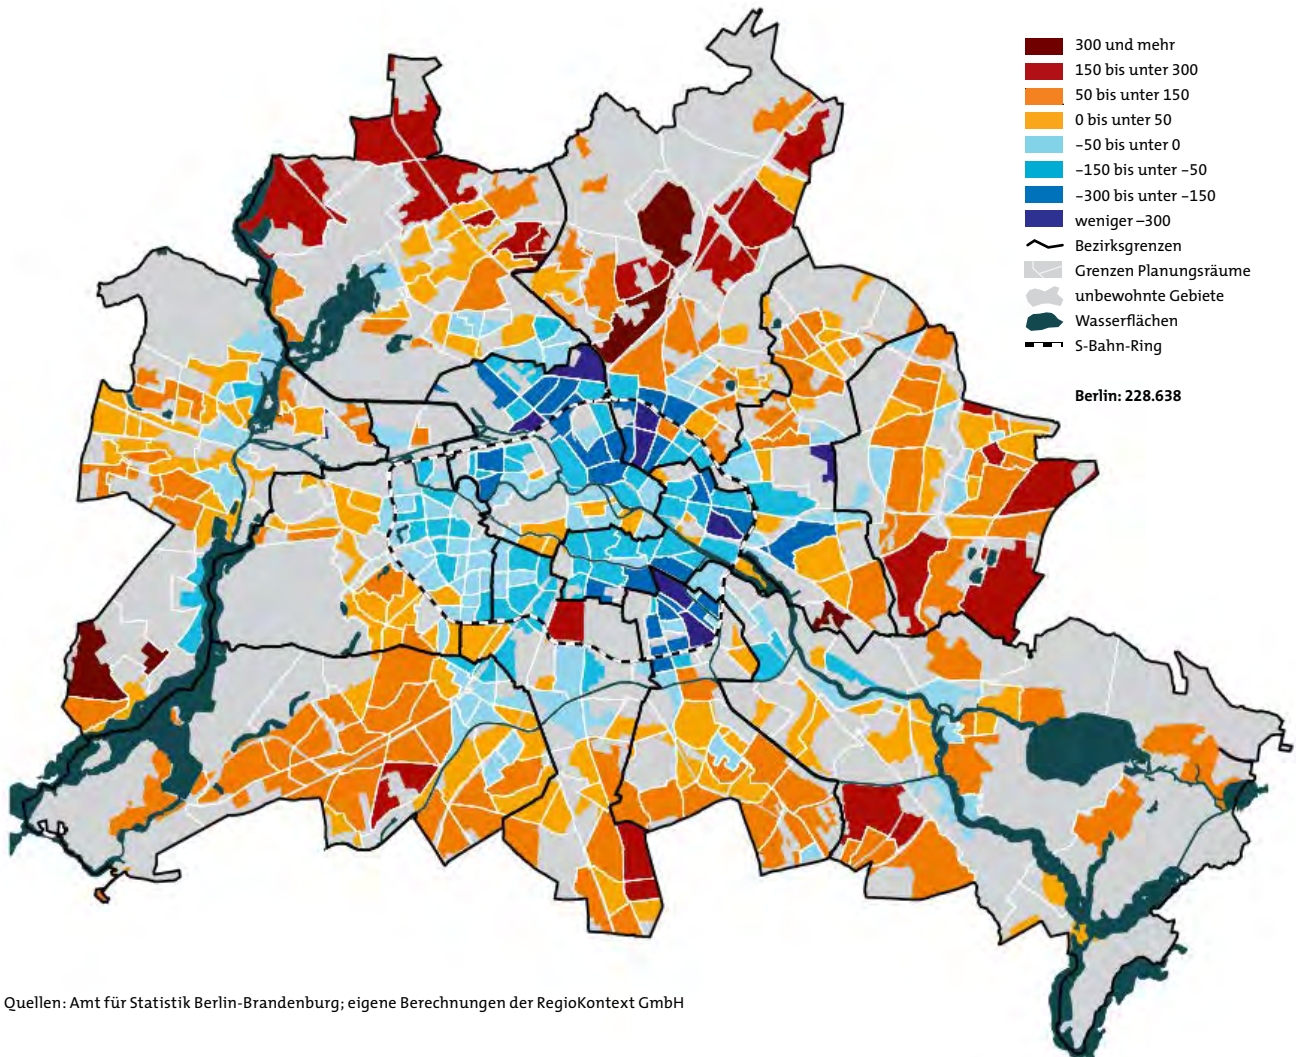 300 und mehr
150 bis unter 300
50 bis unter 150
0 bis unter 50
–50 bis unter 0
–150 bis unter –50
–300 bis unter –150
weniger –300
Bezirksgrenzen
Grenzen Planungsräume
unbewohnte Gebiete
Wasserflächen
S-Bahn-Ring
Berlin: 228.638
Quellen: Amt für Statistik Berlin-Brandenburg; eigene Berechnungen der RegioKontext GmbH